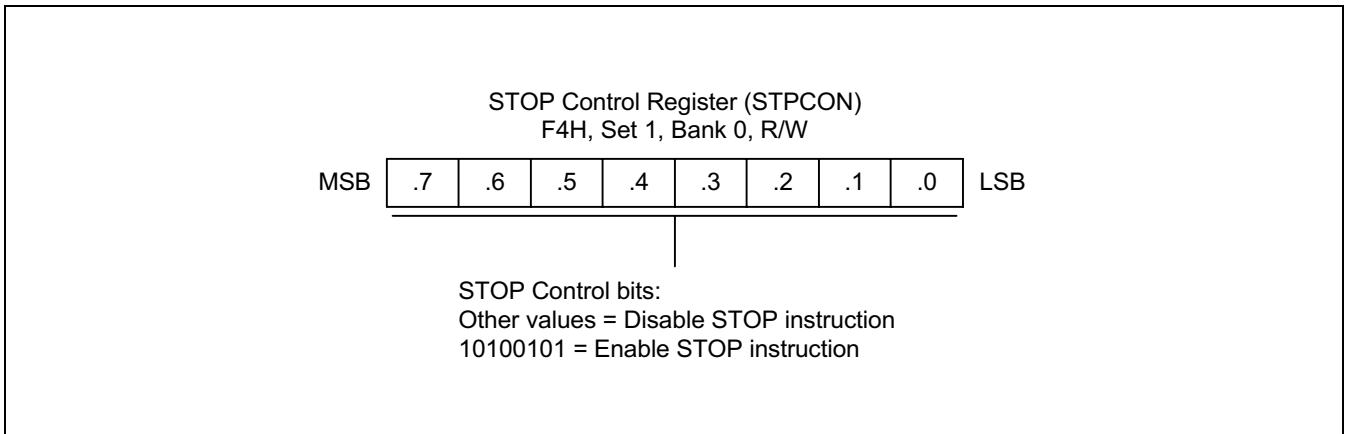 STOP Control Register (STPCON)
F4H, Set 1, Bank 0, R/W
MSB .7 .6 .5 .4 .3 .2 .1 .0 LSB
STOP Control bits:
Other values = Disable STOP instruction
10100101 = Enable STOP instruction